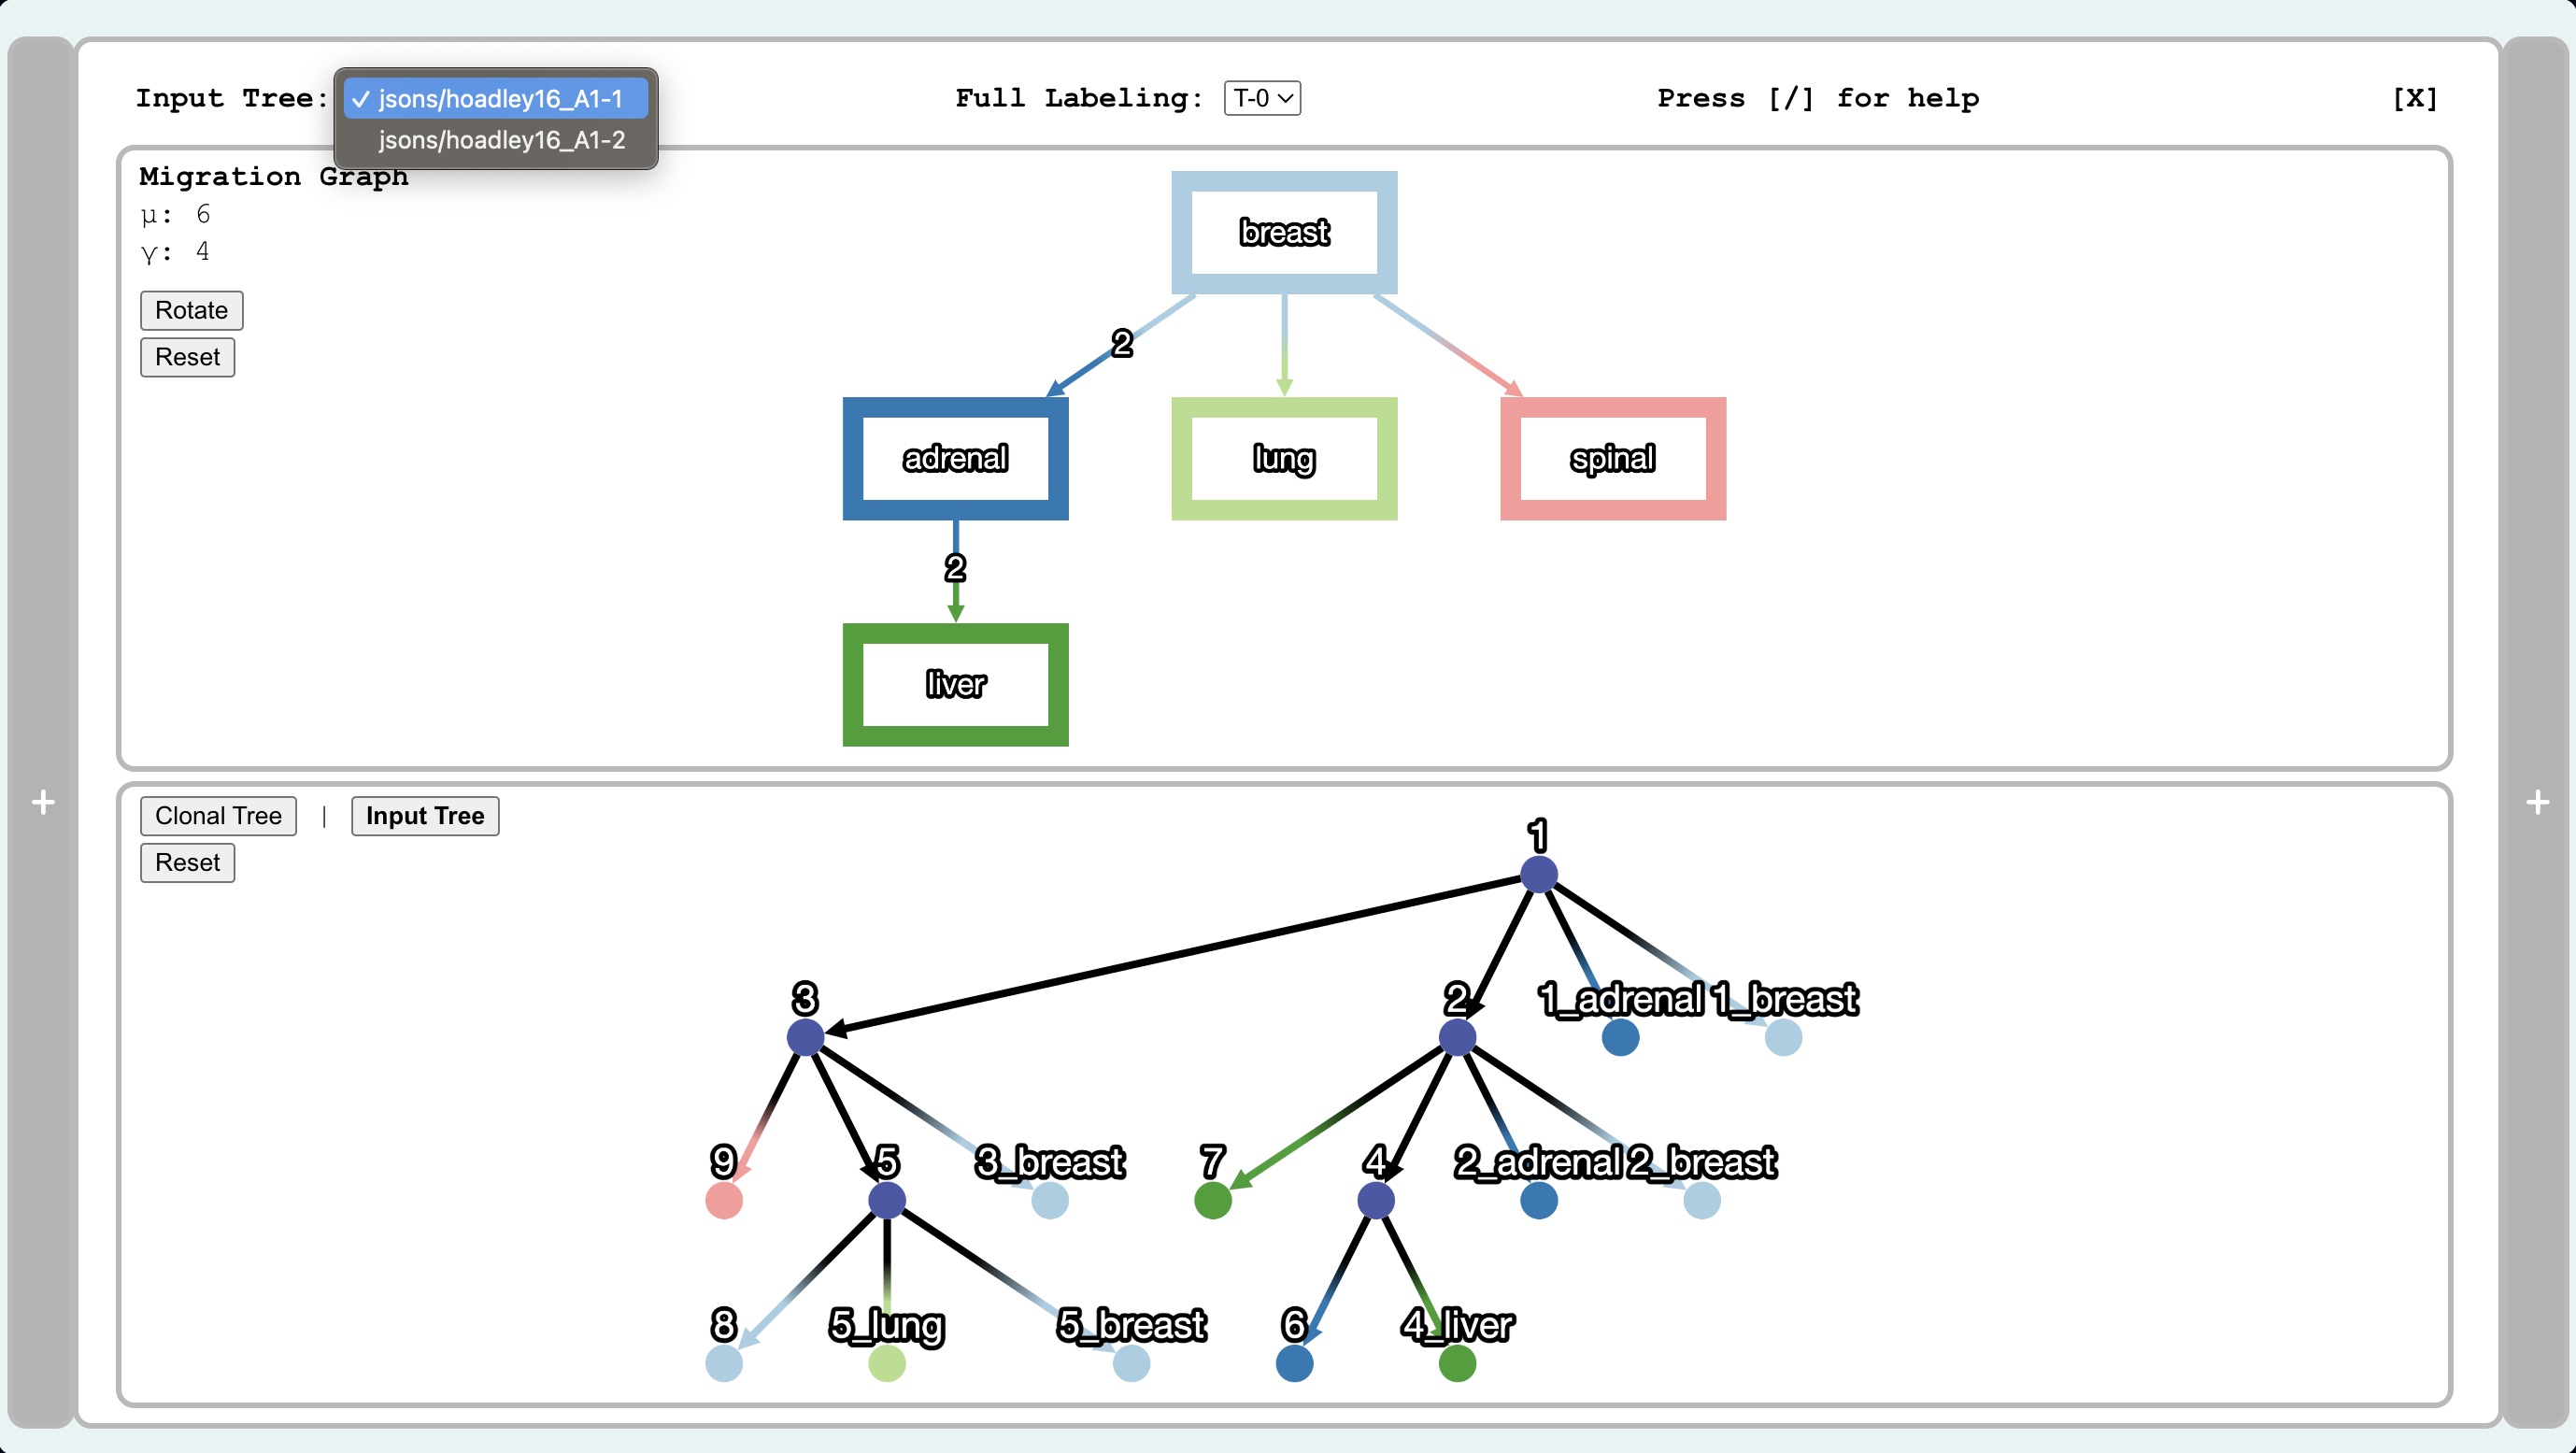 Input Tree:
✓ jsons/hoadley16_A1-1
jsons/hoadley16_A1-2
Full Labeling: T-0
Press [/] for help
[X]
Migration Graph
μ: 6
γ: 4
Rotate
Reset
breast
2
adrenal
lung
spinal
2
liver
+
+
Clonal Tree | Input Tree
Reset
1
3
2
1_adrenal
1_breast
9
5
3_breast
7
4
2_adrenal
2_breast
8
5_lung
5_breast
6
4_liver